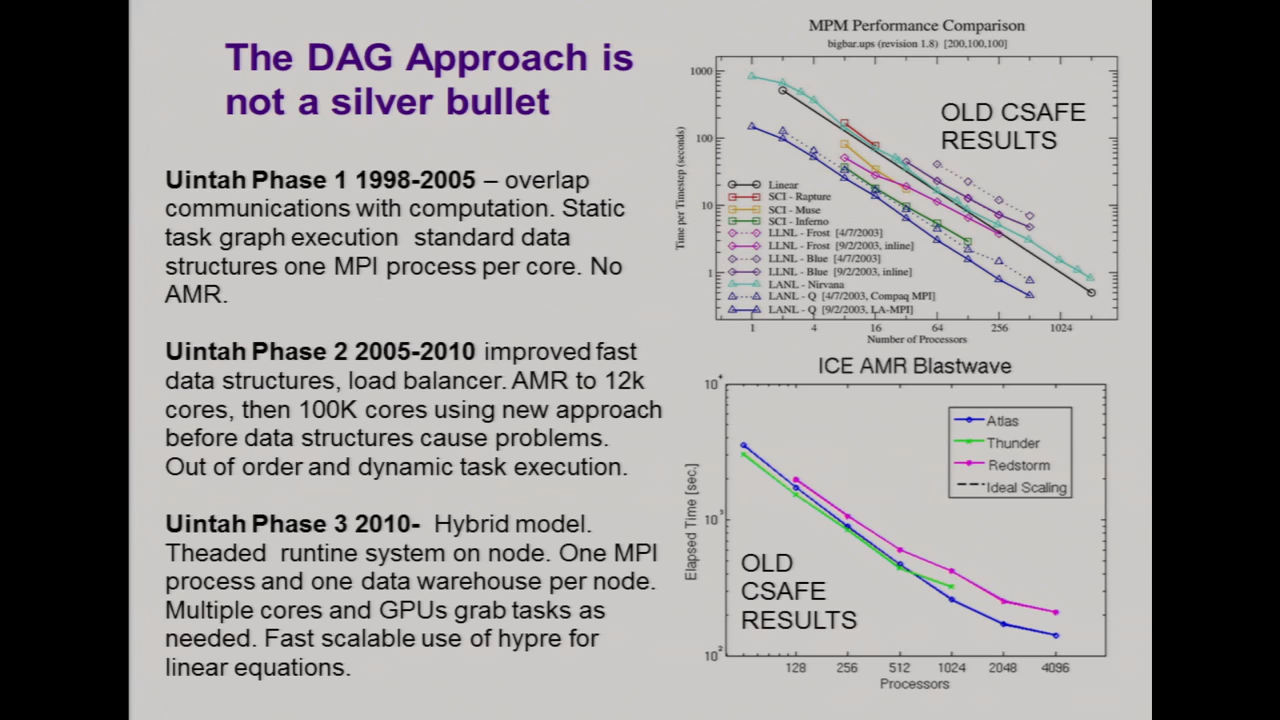 The DAG Approach is
not a silver bullet
Uintah Phase 1 1998-2005 – overlap
communications with computation. Static
task graph execution standard data
structures one MPI process per core. No
AMR.
Uintah Phase 2 2005-2010 improved fast
data structures, load balancer. AMR to 12k
cores, then 100K cores using new approach
before data structures cause problems.
Out of order and dynamic task execution.
Uintah Phase 3 2010- Hybrid model.
Theaded runtine system on node. One MPI
process and one data warehouse per node.
Multiple cores and GPUs grab tasks as
needed. Fast scalable use of hypre for
linear equations.
MPM Performance Comparison
bigbar.ups (revision 1.8) [200,100,100]
OLD CSAFE
RESULTS
Time per Timestep (seconds)
1000
100
10
1
Linear
SCI - Rapture
SCI - Muse
SCI - Inferno
LLNL - Frost [4/7/2003]
LLNL - Frost [9/2/2003, inline]
LLNL - Blue [4/7/2003]
LLNL - Blue [9/2/2003, inline]
LANL - Nirvana
LANL - Q [4/7/2003, Compaq MPI]
LANL - Q [9/2/2003, LA-MPI]
1 4 16 64 256 1024
Number of Processors
ICE AMR Blastwave
Elapsed Time [sec.]
10⁴
10³
10²
Atlas
Thunder
Redstorm
Ideal Scaling
OLD
CSAFE
RESULTS
128 256 512 1024 2048 4096
Processors